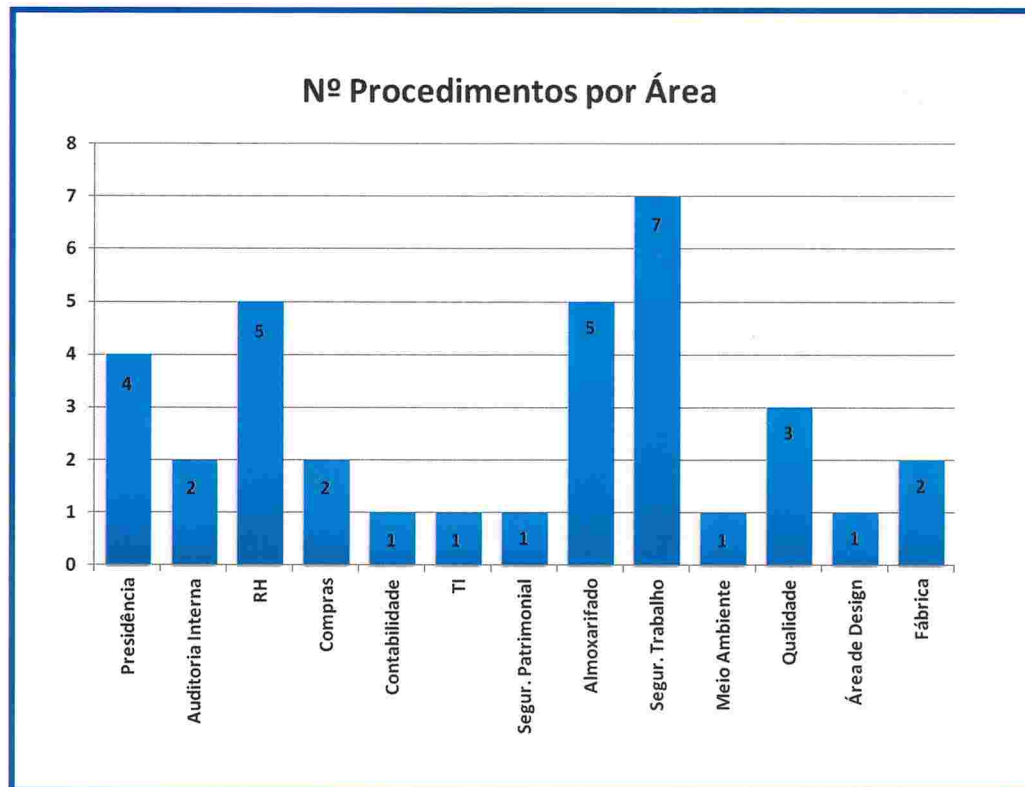 Nº Procedimentos por Área
8
7
6
5
4
3
2
1
0
4
2
5
2
1
1
1
5
7
1
3
1
2
Presidência
Auditoria Interna
RH
Compras
Contabilidade
TI
Segur. Patrimonial
Almoxarifado
Segur. Trabalho
Meio Ambiente
Qualidade
Área de Design
Fábrica